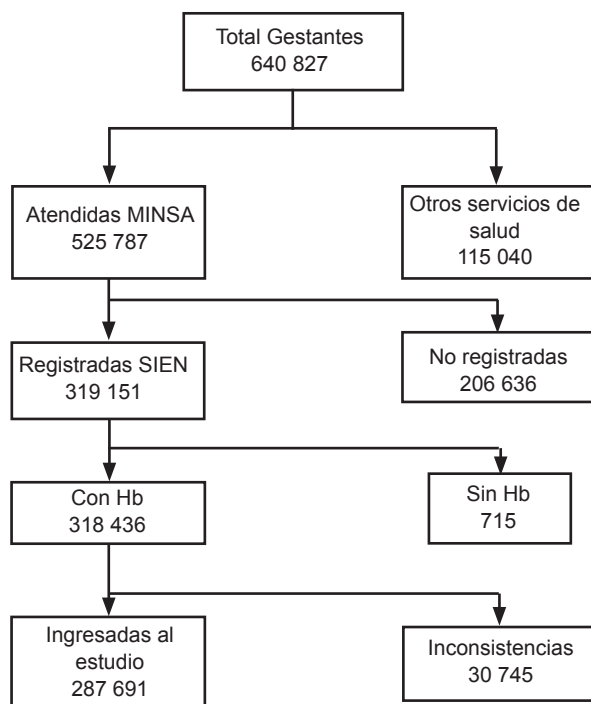 Total Gestantes
640 827
Atendidas MINSA
525 787
Otros servicios de
salud
115 040
Registradas SIEN
319 151
No registradas
206 636
Con Hb
318 436
Sin Hb
715
Ingresadas al
estudio
287 691
Inconsistencias
30 745